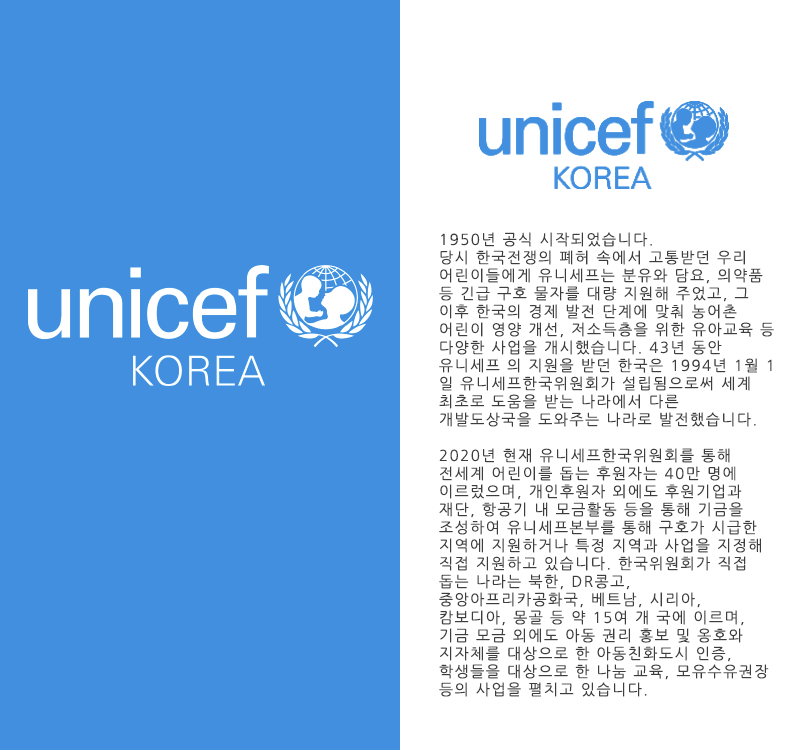 unicef
KOREA
unicef
KOREA
1950년 공식 시작되었습니다.
당시 한국전쟁의 폐허 속에서 고통받던 우리
어린이들에게 유니세프는 분유와 담요, 의약품
등 긴급 구호 물자를 대량 지원해 주었고, 그
이후 한국의 경제 발전 단계에 맞춰 농어촌
어린이 영양 개선, 저소득층을 위한 유아교육 등
다양한 사업을 개시했습니다. 43년 동안
유니세프 의 지원을 받던 한국은 1994년 1월 1
일 유니세프한국위원회가 설립됨으로써 세계
최초로 도움을 받는 나라에서 다른
개발도상국을 도와주는 나라로 발전했습니다.
2020년 현재 유니세프한국위원회를 통해
전세계 어린이를 돕는 후원자는 40만 명에
이르렀으며, 개인후원자 외에도 후원기업과
재단, 항공기 내 모금활동 등을 통해 기금을
조성하여 유니세프본부를 통해 구호가 시급한
지역에 지원하거나 특정 지역과 사업을 지정해
직접 지원하고 있습니다. 한국위원회가 직접
돕는 나라는 북한, DR콩고,
중앙아프리카공화국, 베트남, 시리아,
캄보디아, 몽골 등 약 15여 개 국에 이르며,
기금 모금 외에도 아동 권리 홍보 및 옹호와
지자체를 대상으로 한 아동친화도시 인증,
학생들을 대상으로 한 나눔 교육, 모유수유권장
등의 사업을 펼치고 있습니다.